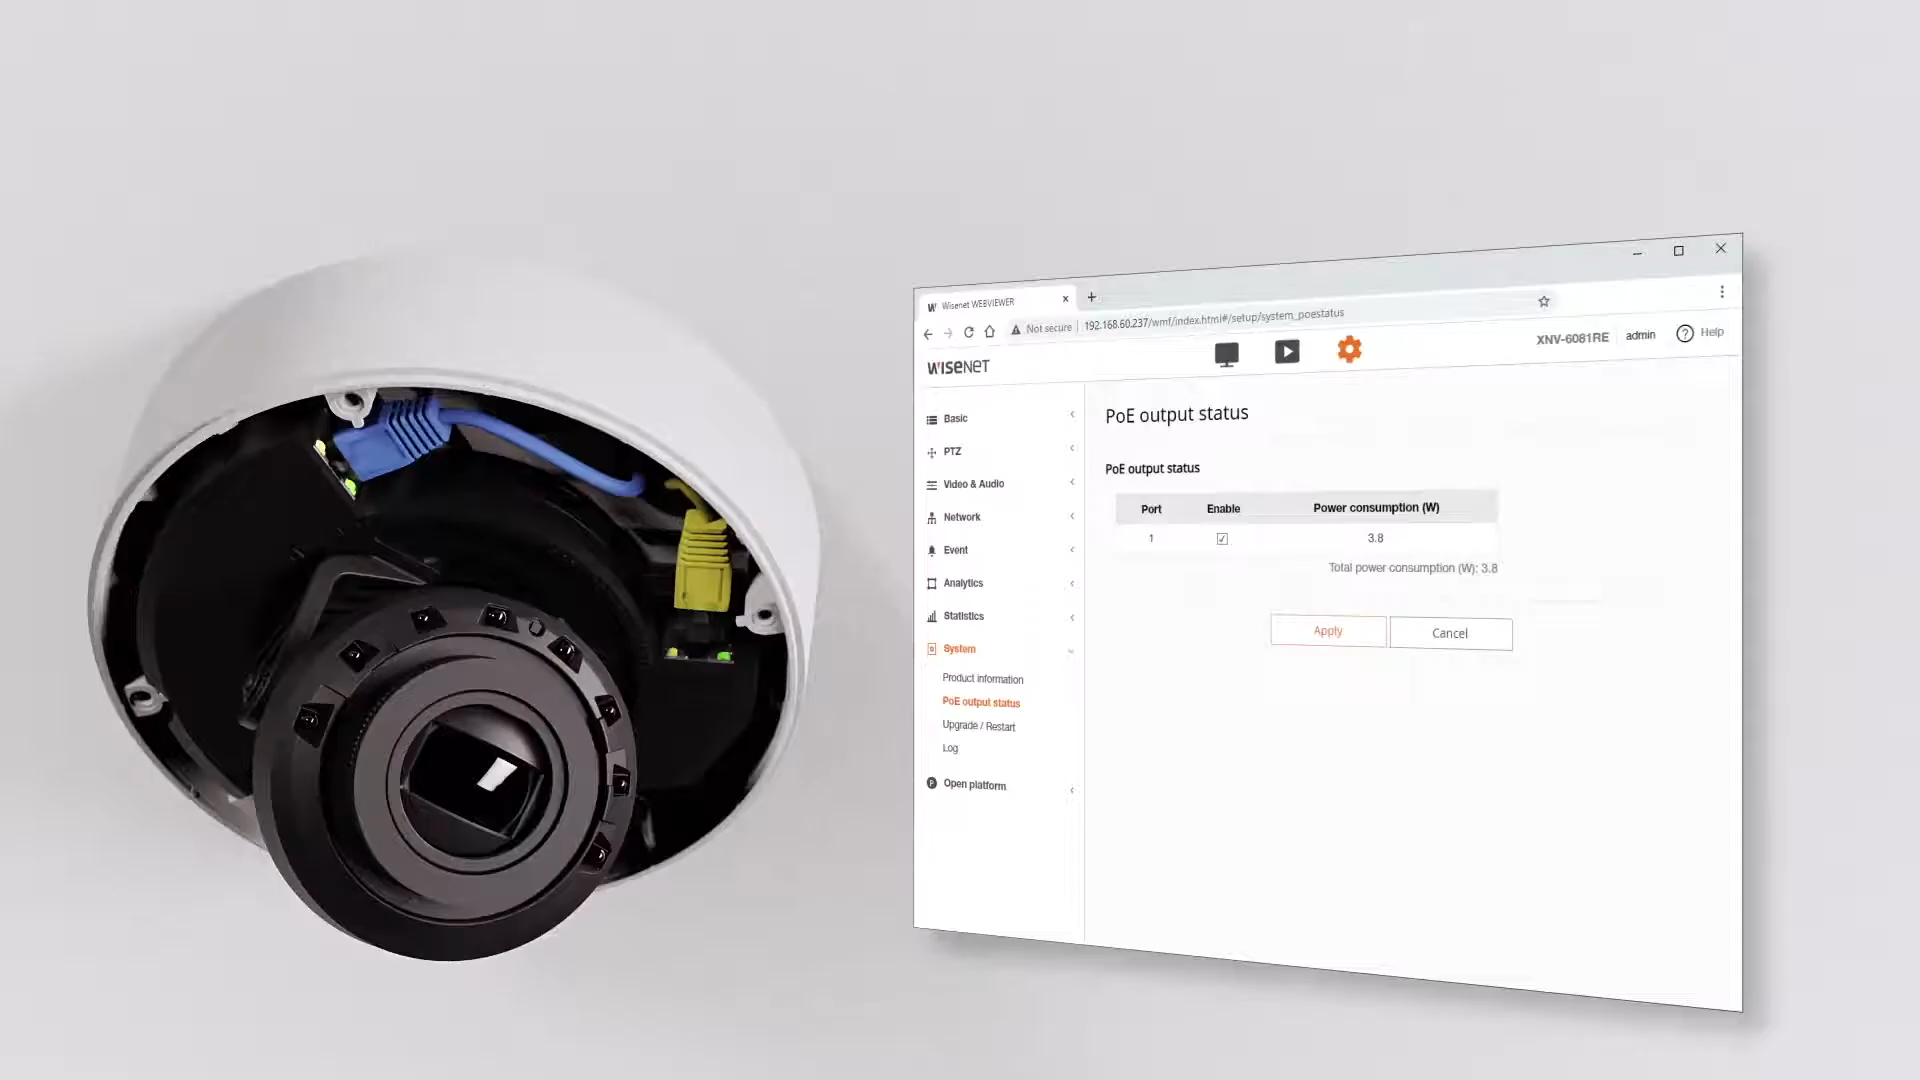 Wisenet WEBVIEWER
Not secure
192.168.60.237/wmf/index.html#/setup/system_poestatus
WISENET
XNV-6081RE
admin
? Help
Basic
PTZ
Video & Audio
Network
Event
Analytics
Statistics
System
Product information
PoE output status
Upgrade / Restart
Log
Open platform
PoE output status
PoE output status
Port Enable Power consumption (W)
1 3.8
Total power consumption (W): 3.8
Apply Cancel